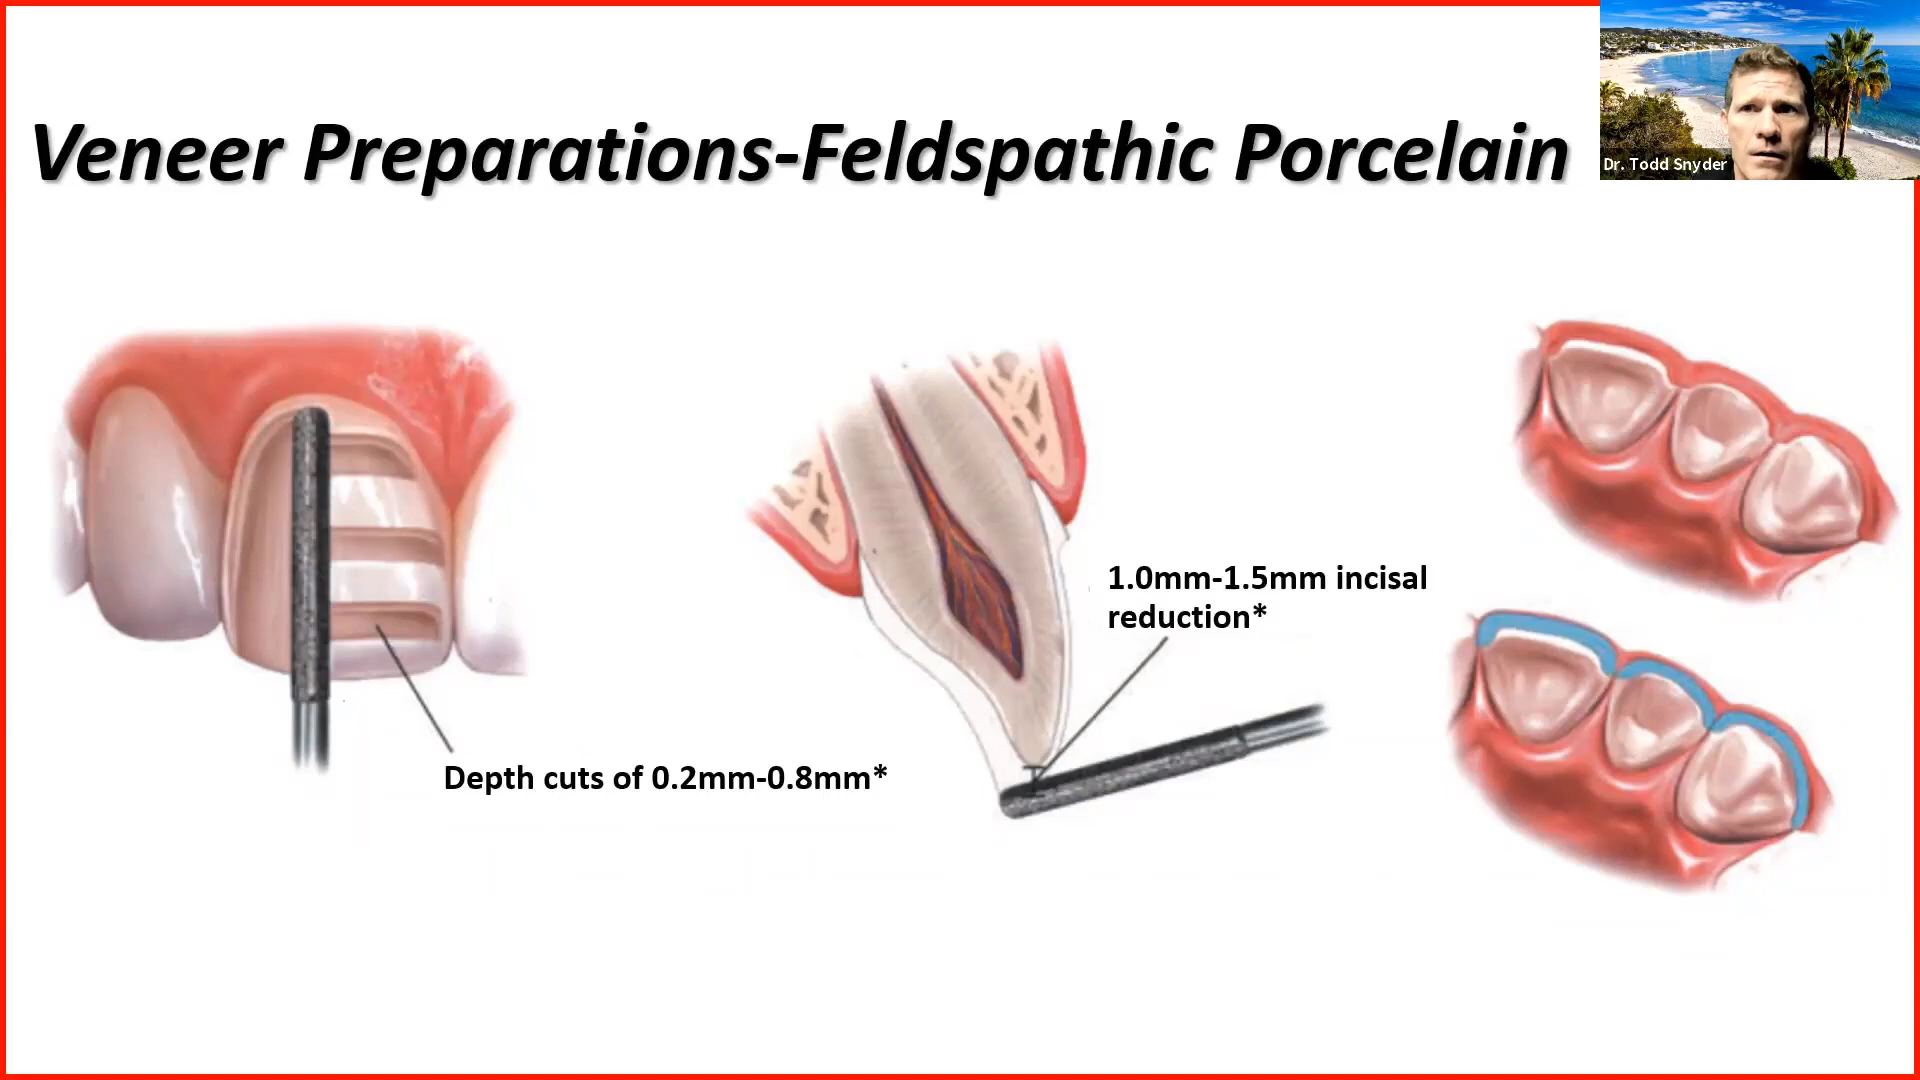 Veneer Preparations-Feldspathic Porcelain
Dr. Todd Snyder
1.0mm-1.5mm incisal
reduction*
Depth cuts of 0.2mm-0.8mm*